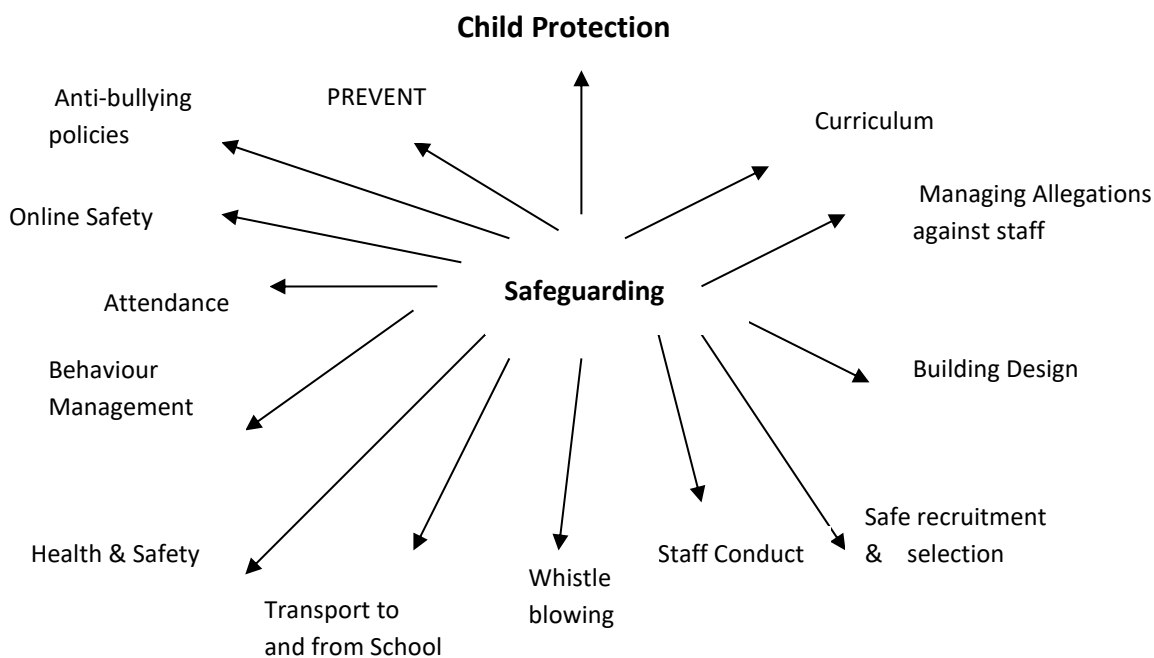 Child Protection
Anti-bullying
policies
PREVENT
Curriculum
Online Safety
Managing Allegations
against staff
Attendance
Safeguarding
Behaviour
Management
Building Design
Health & Safety
Transport to
and from School
Whistle
blowing
Staff Conduct
Safe recruitment
& selection